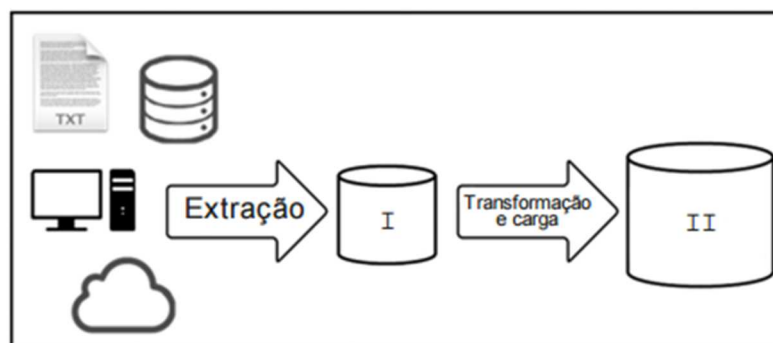 TXT
Extração
I
Transformação
e carga
II